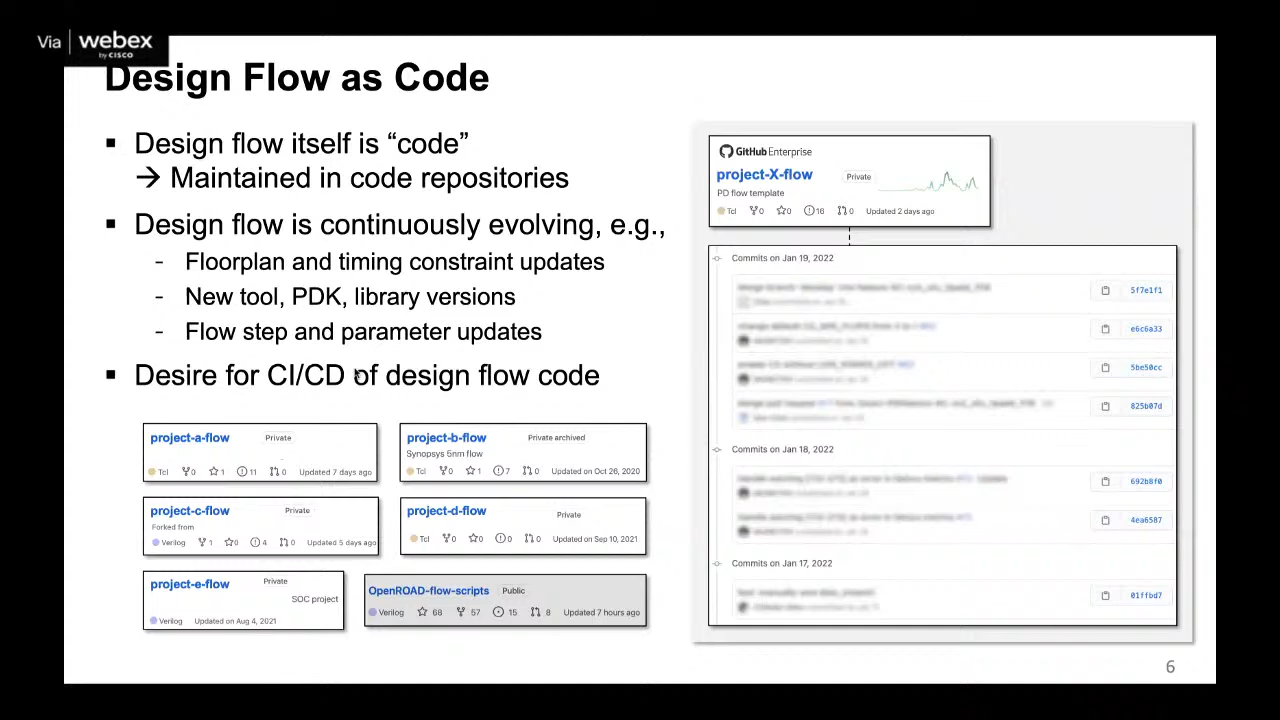 Via webex
by CISCO
Design Flow as Code
▪ Design flow itself is “code”
→ Maintained in code repositories
▪ Design flow is continuously evolving, e.g.,
- Floorplan and timing constraint updates
- New tool, PDK, library versions
- Flow step and parameter updates
▪ Desire for CI/CD of design flow code
project-a-flow Private
Tcl 0 1 11 0 Updated 7 days ago
project-b-flow Private archived
Synopsys 5nm flow
Tcl 0 1 7 0 Updated on Oct 26, 2020
project-c-flow Private
Forked from
Verilog 1 0 4 0 Updated 5 days ago
project-d-flow Private
Tcl 0 0 0 0 Updated on Sep 10, 2021
project-e-flow Private
SOC project
Verilog Updated on Aug 4, 2021
OpenROAD-flow-scripts Public
Verilog 68 57 15 8 Updated 7 hours ago
GitHub Enterprise
project-X-flow Private
PD flow template
Tcl 0 0 16 0 Updated 2 days ago
Commits on Jan 19, 2022
5f7e1f1
e6c6a33
5be50cc
825b07d
Commits on Jan 18, 2022
692b8f0
4ea6587
Commits on Jan 17, 2022
01ffbd7
6